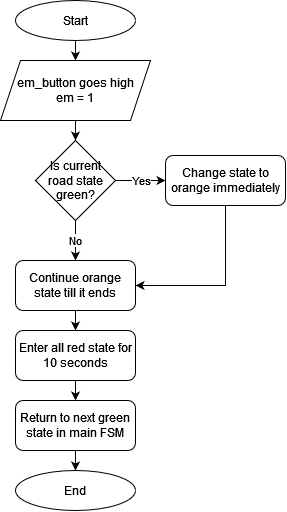 Start
em_button goes high
em = 1
Is current
road state
green?
Yes
Change state to
orange immediately
No
Continue orange
state till it ends
Enter all red state for
10 seconds
Return to next green
state in main FSM
End